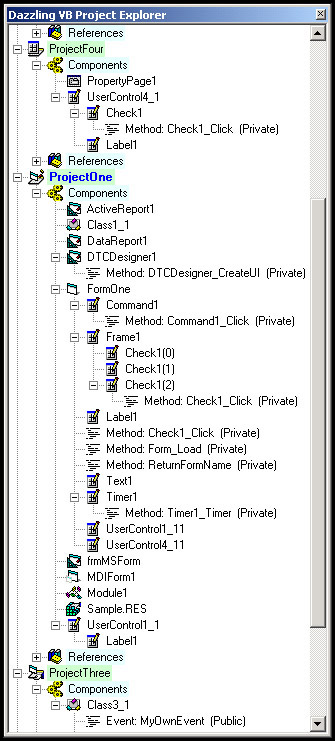 Dazzling VB Project Explorer
References
ProjectFour
Components
PropertyPage1
UserControl4_1
Check1
Method: Check1_Click (Private)
Label1
References
ProjectOne
Components
ActiveReport1
Class1_1
DataReport1
DTCDesigner1
Method: DTCDesigner_CreateUI (Private)
FormOne
Command1
Method: Command1_Click (Private)
Frame1
Check1(0)
Check1(1)
Check1(2)
Method: Check1_Click (Private)
Label1
Method: Check1_Click (Private)
Method: Form_Load (Private)
Method: ReturnFormName (Private)
Text1
Timer1
Method: Timer1_Timer (Private)
UserControl1_11
UserControl4_11
frmMSForm
MDIForm1
Module1
Sample.RES
UserControl1_1
Label1
References
ProjectThree
Components
Class3_1
Event: MyOwnEvent (Public)